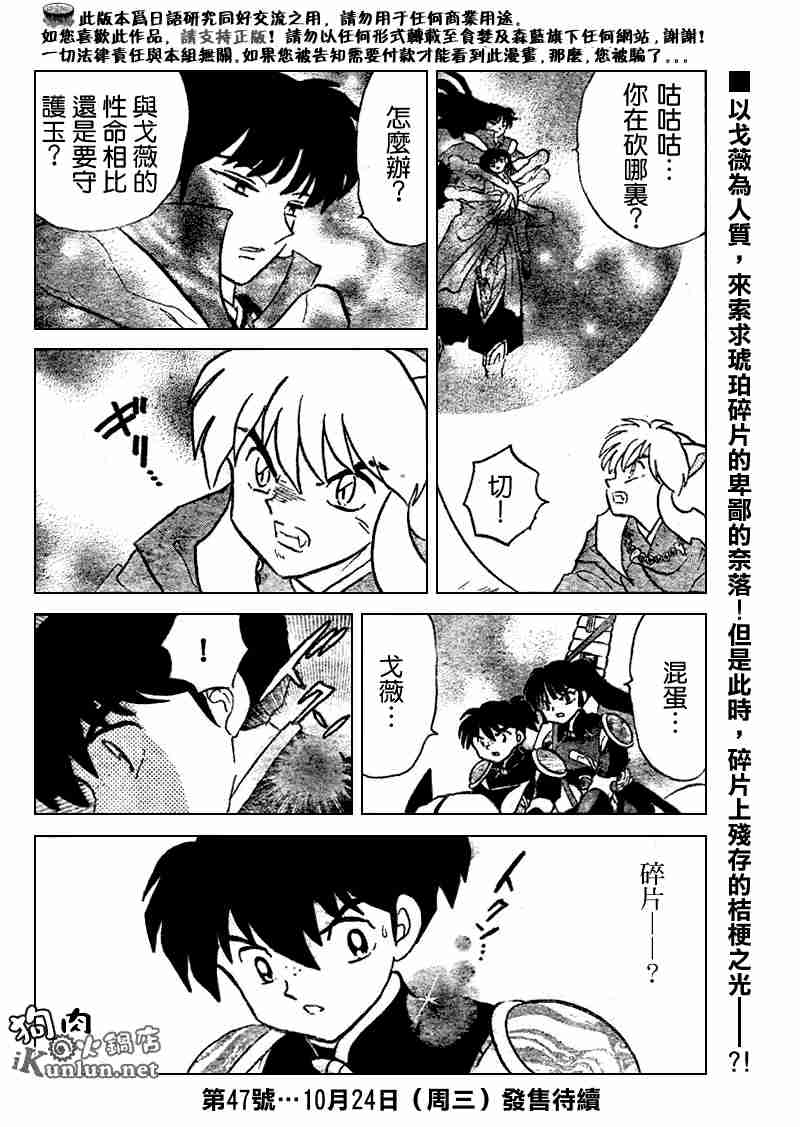 此版本爲日語研究同好交流之用，請勿用于任何商業用途。
如您喜歡此作品，請支持正版！請勿以任何形式轉載至貪婪及森藍旗下任何網站，謝謝！
一切法律責任與本組無關。如果您被告知需要付款才能看到此漫畫，那麼，您被騙了。。。
■以戈薇為人質，來索求琥珀碎片的卑鄙的奈落！但是此時，碎片上殘存的桔梗之光——?!
咕咕咕…
你在砍哪裏？
怎麼辦？
與戈薇的
性命相比
還是要守
護玉？
切！
混蛋…
戈薇…
！
碎片——？
狗肉
火鍋店
iKunlun.net
第47號…10月24日（周三）發售待續